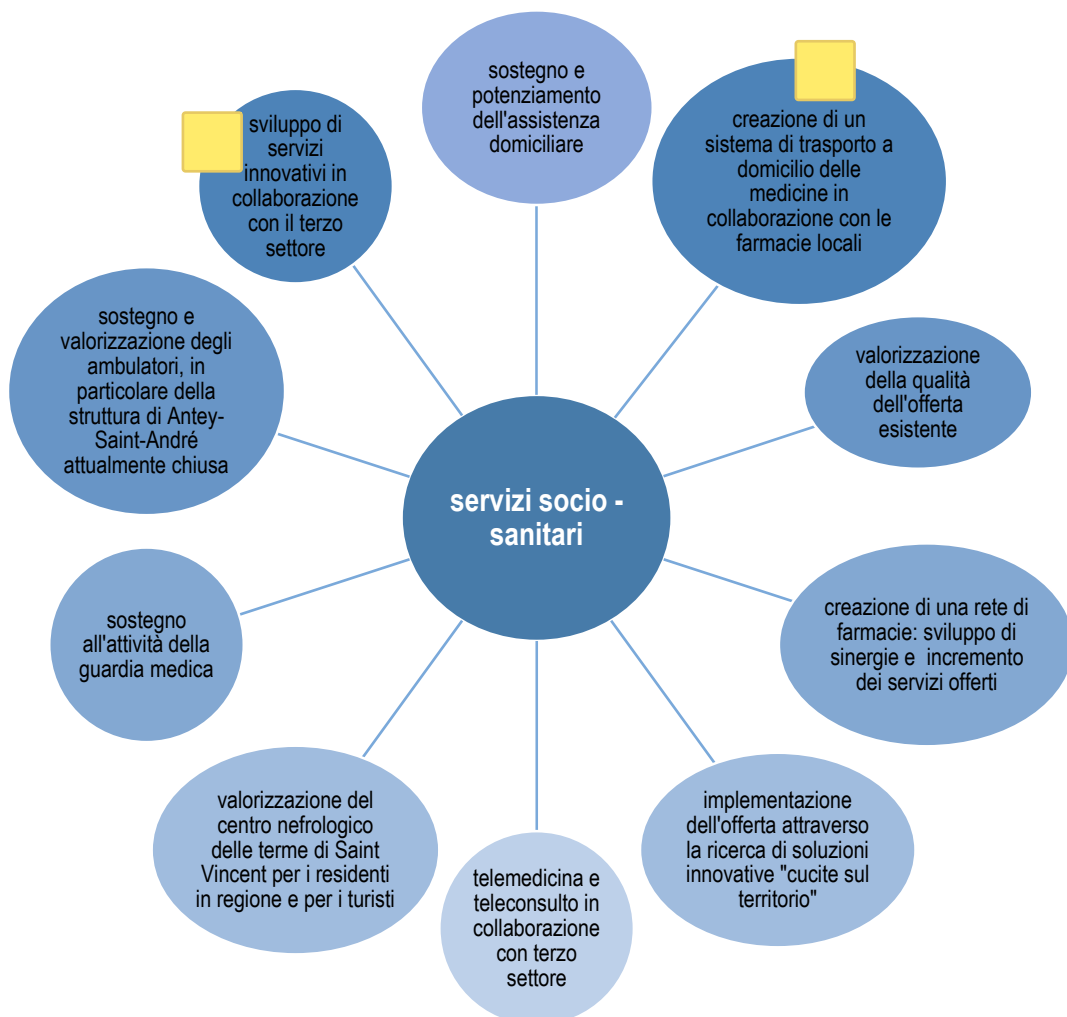 sostegno e
potenziamento
dell'assistenza
domiciliare
creazione di un
sistema di trasporto a
domicilio delle
medicine in
collaborazione con le
farmacie locali
valorizzazione
della qualità
dell'offerta
esistente
creazione di una rete di
farmacie: sviluppo di
sinergie e  incremento
dei servizi offerti
implementazione
dell'offerta attraverso
la ricerca di soluzioni
innovative "cucite sul
territorio"
telemedicina e
teleconsulto in
collaborazione
con terzo
settore
valorizzazione del
centro nefrologico
delle terme di Saint
Vincent per i residenti
in regione e per i turisti
sostegno
all'attività della
guardia medica
sostegno e
valorizzazione degli
ambulatori, in
particolare della
struttura di Antey-
Saint-André
attualmente chiusa
sviluppo di
servizi
innovativi in
collaborazione
con il terzo
settore
servizi socio -
sanitari